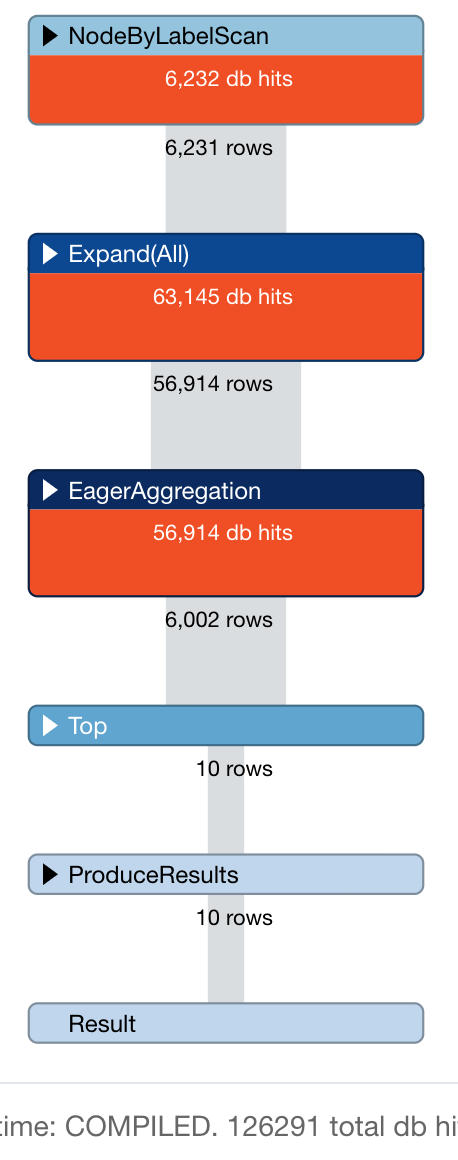 NodeByLabelScan
6,232 db hits
6,231 rows
Expand(All)
63,145 db hits
56,914 rows
EagerAggregation
56,914 db hits
6,002 rows
Top
10 rows
ProduceResults
10 rows
Result
time: COMPILED. 126291 total db hi